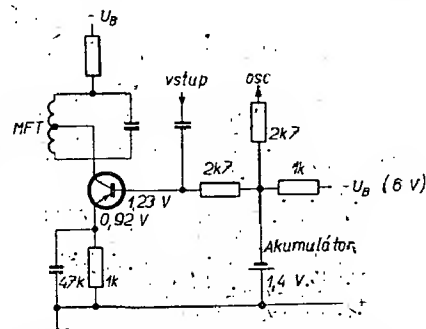 - U_B
vstup
osc
MFT
2k7
2k7
1k
- U_B (6 V)
1,23 V
0,92 V
Akumulátor
47k
1k
1,4 V
+